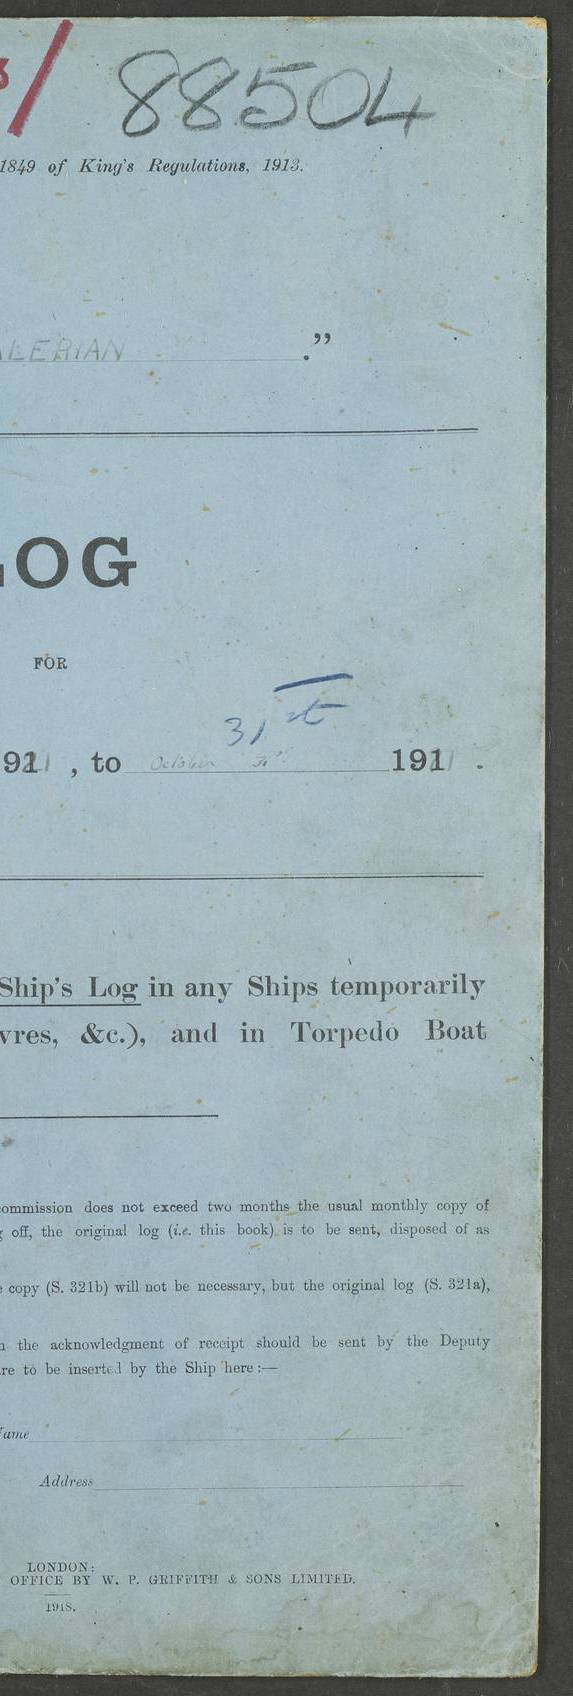 / 88504
1849 of King's Regulations, 1913.
LERIAN ."
LOG
FOR
31st
, to October 191 .
Ship's Log in any Ships temporarily
vres, &c.), and in Torpedo Boat
ommission does not exceed two months the usual monthly copy of
g off, the original log (i.e. this book) is to be sent, disposed of as
e copy (S. 321b) will not be necessary, but the original log (S. 321a),
n the acknowledgment of receipt should be sent by the Deputy
re to be inserted by the Ship here:—
Name
Address
LONDON:
OFFICE BY W. P. GRIFFITH & SONS LIMITED.
1918.